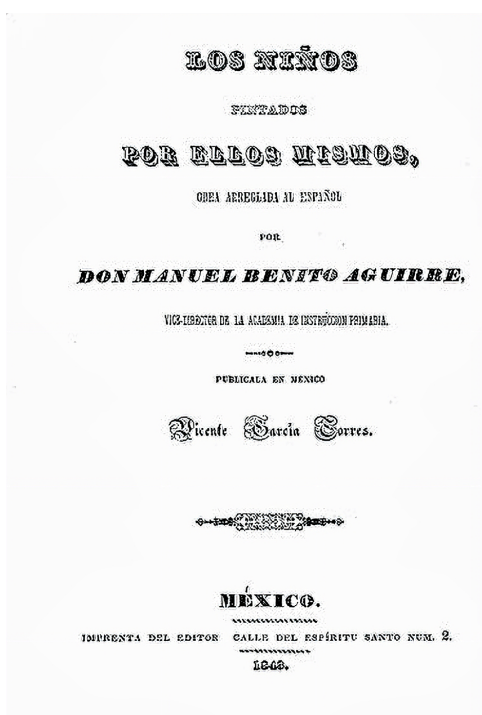 LOS NIÑOS
PINTADOS
POR ELLOS MISMOS,
OBRA ARREGLADA AL ESPAÑOL
POR
DON MANUEL BENITO AGUIRRE,
VICE-DIRECTOR DE LA ACADEMIA DE INSTRUCCION PRIMARIA.
PUBLICALA EN MEXICO
Vicente García Torres.
MÉXICO.
IMPRENTA DEL EDITOR CALLE DEL ESPÍRITU SANTO NUM. 2.